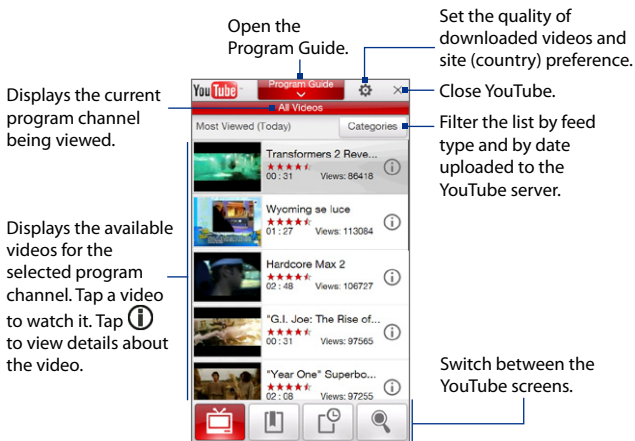 Open the
Program Guide.
Set the quality of
downloaded videos and
site (country) preference.
Close YouTube.
Filter the list by feed
type and by date
uploaded to the
YouTube server.
Displays the current
program channel
being viewed.
Displays the available
videos for the
selected program
channel. Tap a video
to watch it. Tap
to view details about
the video.
Switch between the
YouTube screens.
YouTube
Program Guide
All Videos
Most Viewed (Today)
Categories
Transformers 2 Reve...
00 : 31 Views: 86418
Wyoming se luce
01 : 27 Views: 113084
Hardcore Max 2
02 : 48 Views: 106727
"G.I. Joe: The Rise of...
00 : 31 Views: 97565
"Year One" Superbo...
02 : 08 Views: 97255